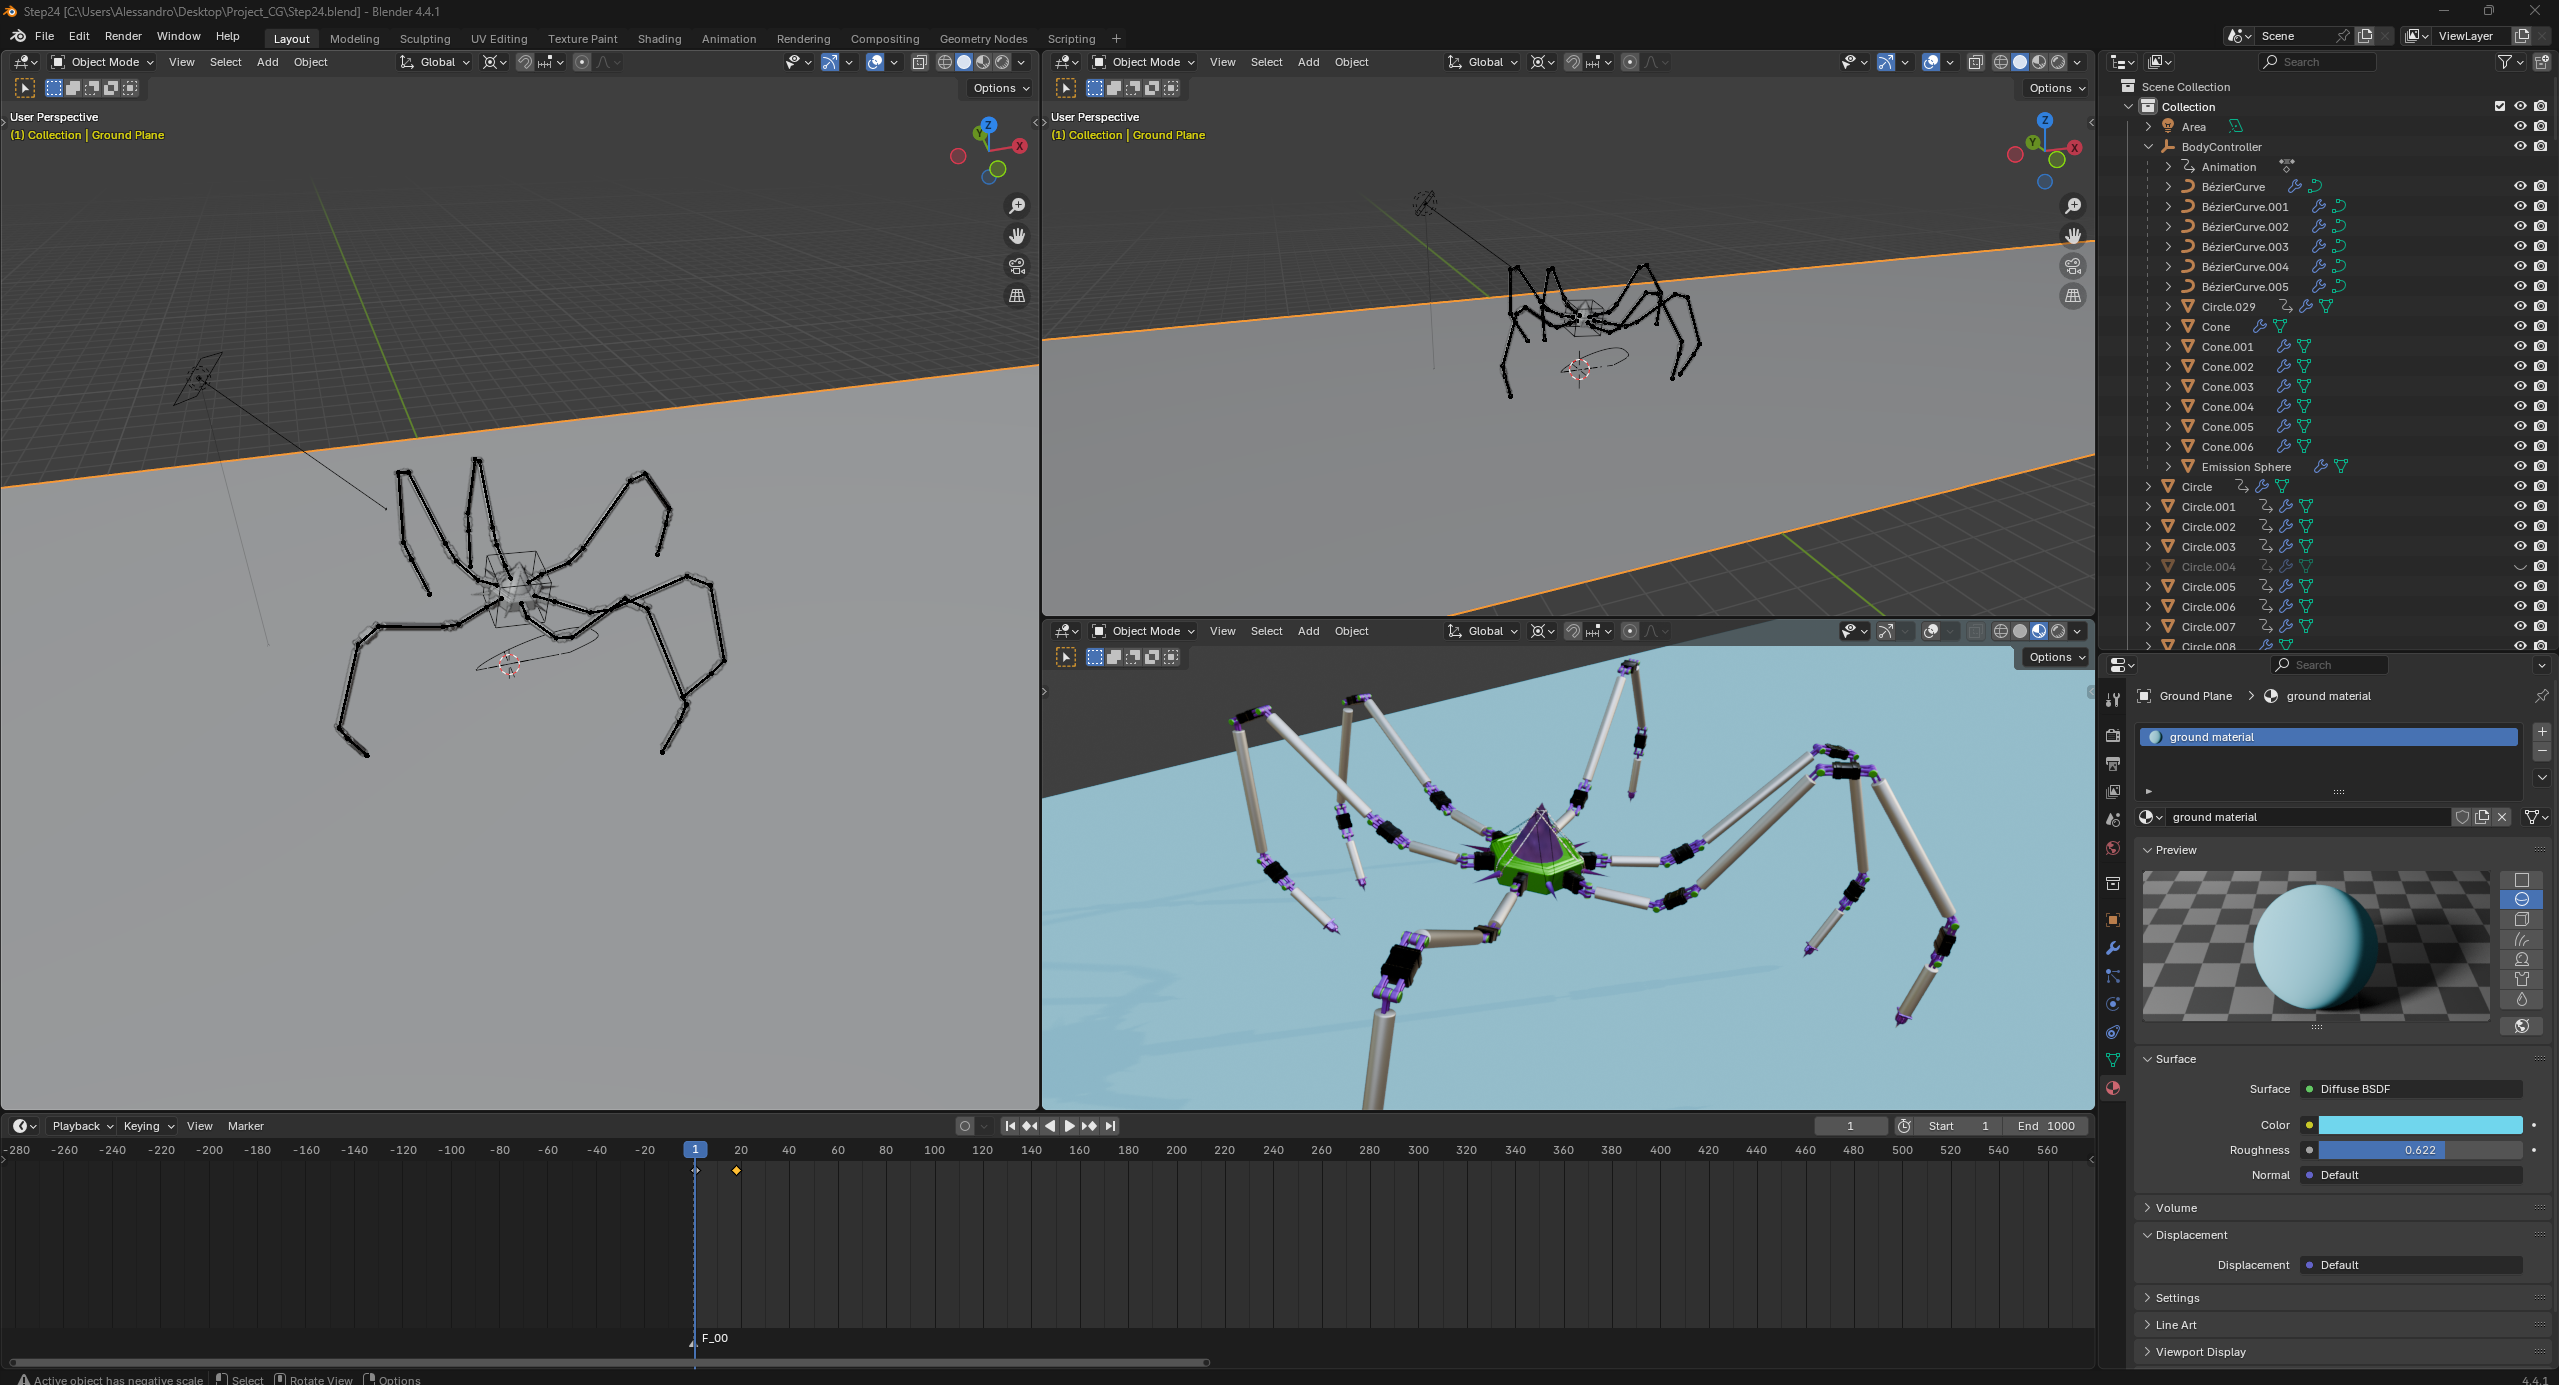 Step24 [C:\Users\Alessandro\Desktop\Project_CG\Step24.blend] - Blender 4.4.1
File Edit Render Window Help
Layout Modeling Sculpting UV Editing Texture Paint Shading Animation Rendering Compositing Geometry Nodes Scripting +
Scene
ViewLayer
Object Mode View Select Add Object Global
Options
User Perspective
(1) Collection | Ground Plane
Z
Y
X
Object Mode View Select Add Object Global
Options
User Perspective
(1) Collection | Ground Plane
Z
Y
X
Object Mode View Select Add Object Global
Options
Search
Scene Collection
Collection
Area
BodyController
Animation
BézierCurve
BézierCurve.001
BézierCurve.002
BézierCurve.003
BézierCurve.004
BézierCurve.005
Circle.029
Cone
Cone.001
Cone.002
Cone.003
Cone.004
Cone.005
Cone.006
Emission Sphere
Circle
Circle.001
Circle.002
Circle.003
Circle.004
Circle.005
Circle.006
Circle.007
Circle.008
Search
Ground Plane > ground material
ground material
ground material
Preview
Surface
Surface Diffuse BSDF
Color
Roughness 0.622
Normal Default
Volume
Displacement
Displacement Default
Settings
Line Art
Viewport Display
Playback Keying View Marker
1 Start 1 End 1000
-280 -260 -240 -220 -200 -180 -160 -140 -120 -100 -80 -60 -40 -20 1 20 40 60 80 100 120 140 160 180 200 220 240 260 280 300 320 340 360 380 400 420 440 460 480 500 520 540 560
F_00
Active object has negative scale Select Rotate View Options
4.4.1